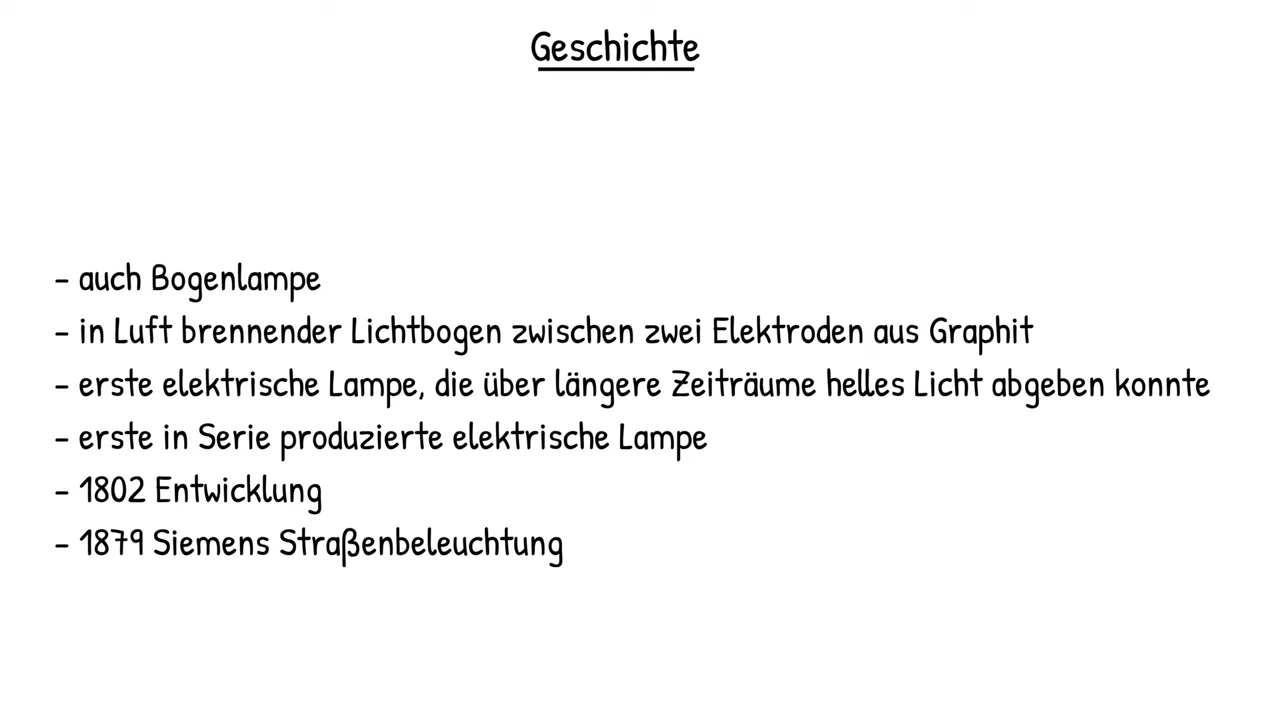 Geschichte
- auch Bogenlampe
- in Luft brennender Lichtbogen zwischen zwei Elektroden aus Graphit
- erste elektrische Lampe, die über längere Zeiträume helles Licht abgeben konnte
- erste in Serie produzierte elektrische Lampe
- 1802 Entwicklung
- 1879 Siemens Straßenbeleuchtung